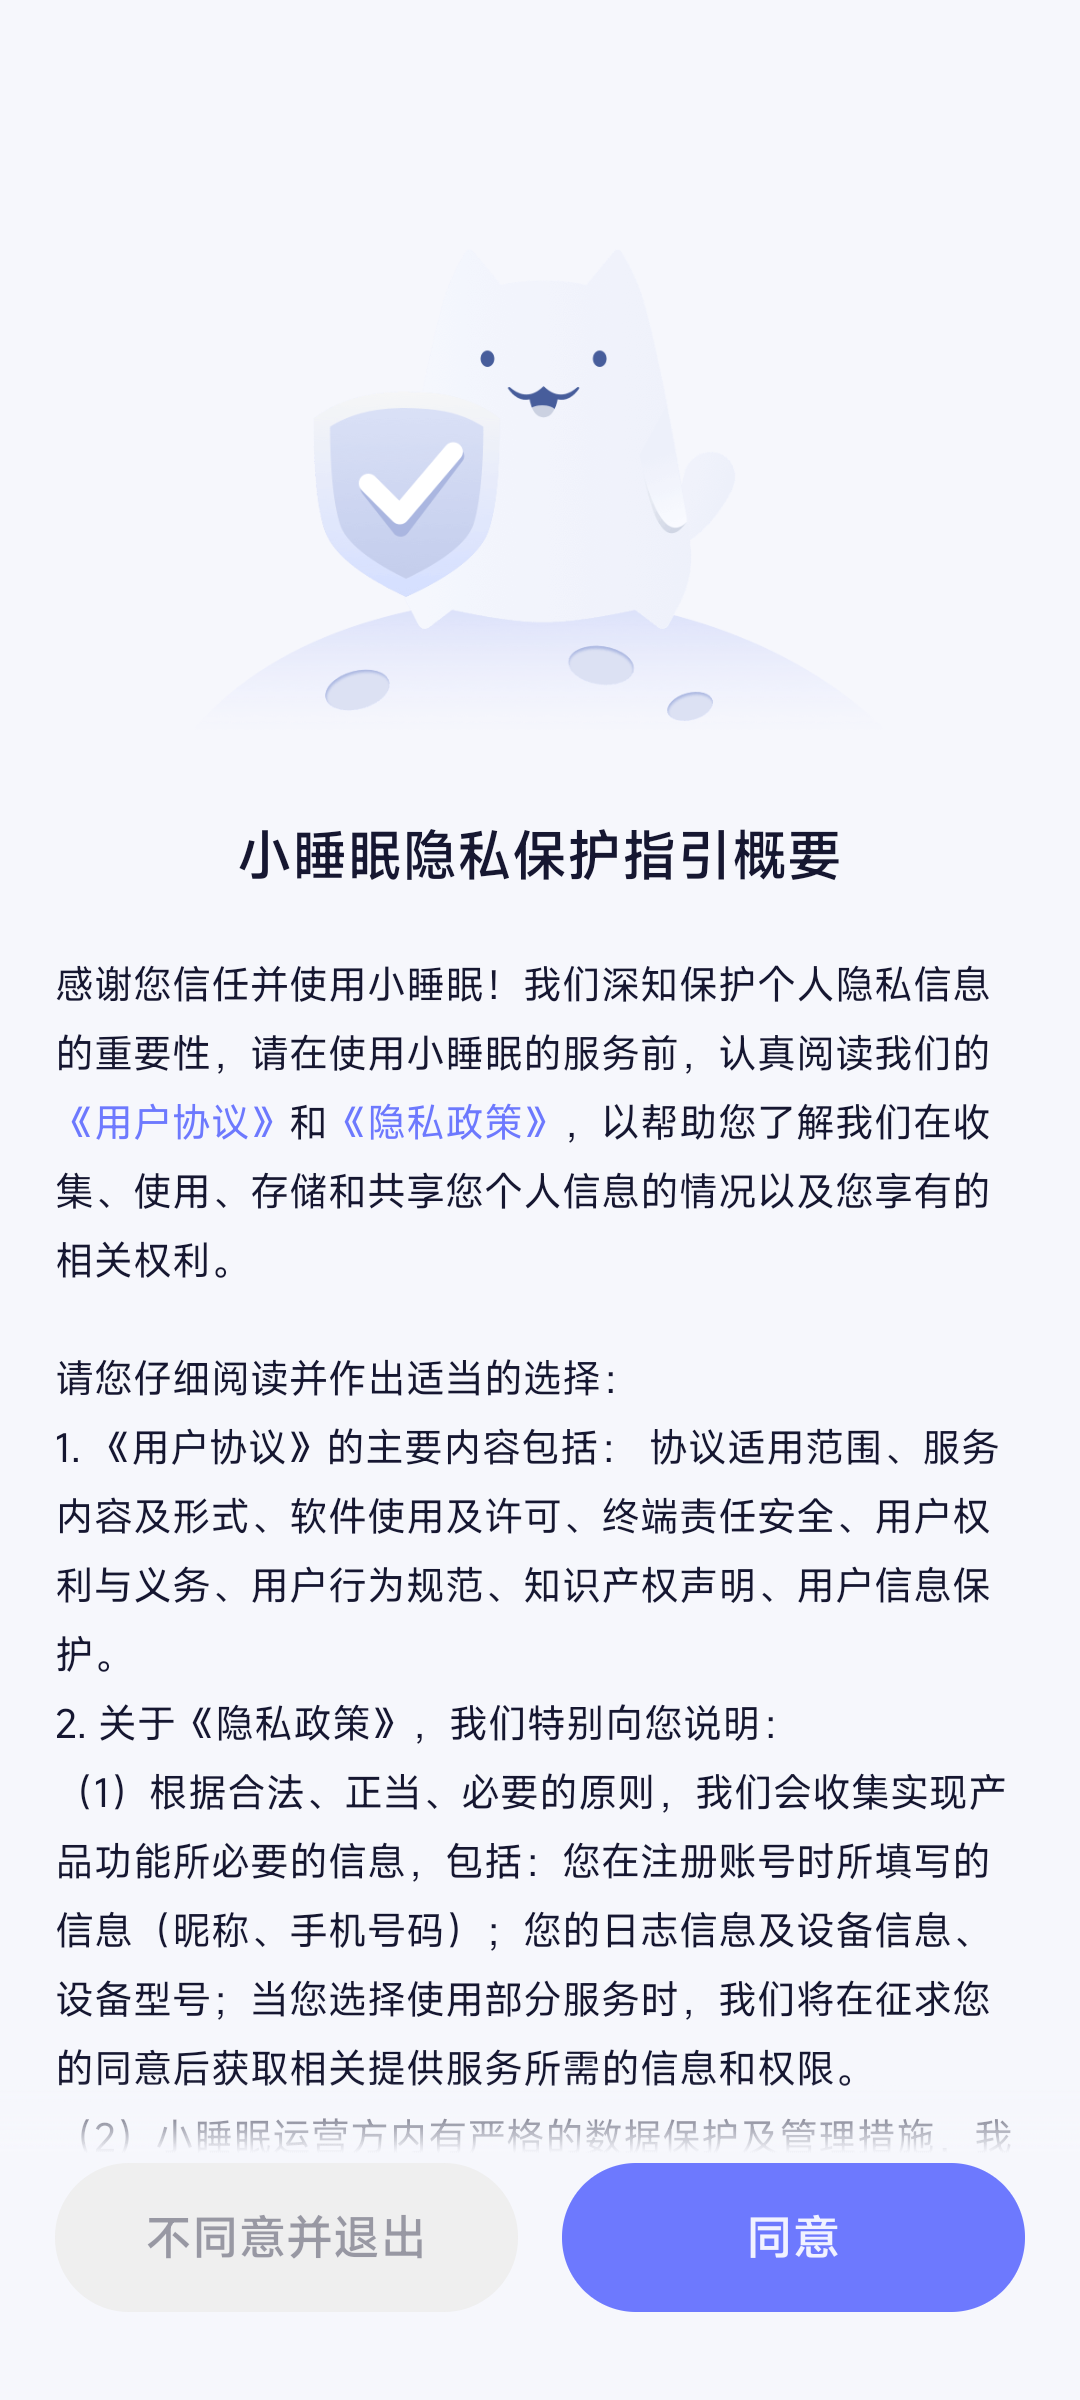 小睡眠隐私保护指引概要
感谢您信任并使用小睡眠！我们深知保护个人隐私信息
的重要性，请在使用小睡眠的服务前，认真阅读我们的
《用户协议》和《隐私政策》，以帮助您了解我们在收
集、使用、存储和共享您个人信息的情况以及您享有的
相关权利。
请您仔细阅读并作出适当的选择：
1. 《用户协议》的主要内容包括： 协议适用范围、服务
内容及形式、软件使用及许可、终端责任安全、用户权
利与义务、用户行为规范、知识产权声明、用户信息保
护。
2. 关于《隐私政策》，我们特别向您说明：
（1）根据合法、正当、必要的原则，我们会收集实现产
品功能所必要的信息，包括：您在注册账号时所填写的
信息（昵称、手机号码）；您的日志信息及设备信息、
设备型号；当您选择使用部分服务时，我们将在征求您
的同意后获取相关提供服务所需的信息和权限。
（2）小睡眠运营方内有严格的数据保护及管理措施，我
不同意并退出
同意